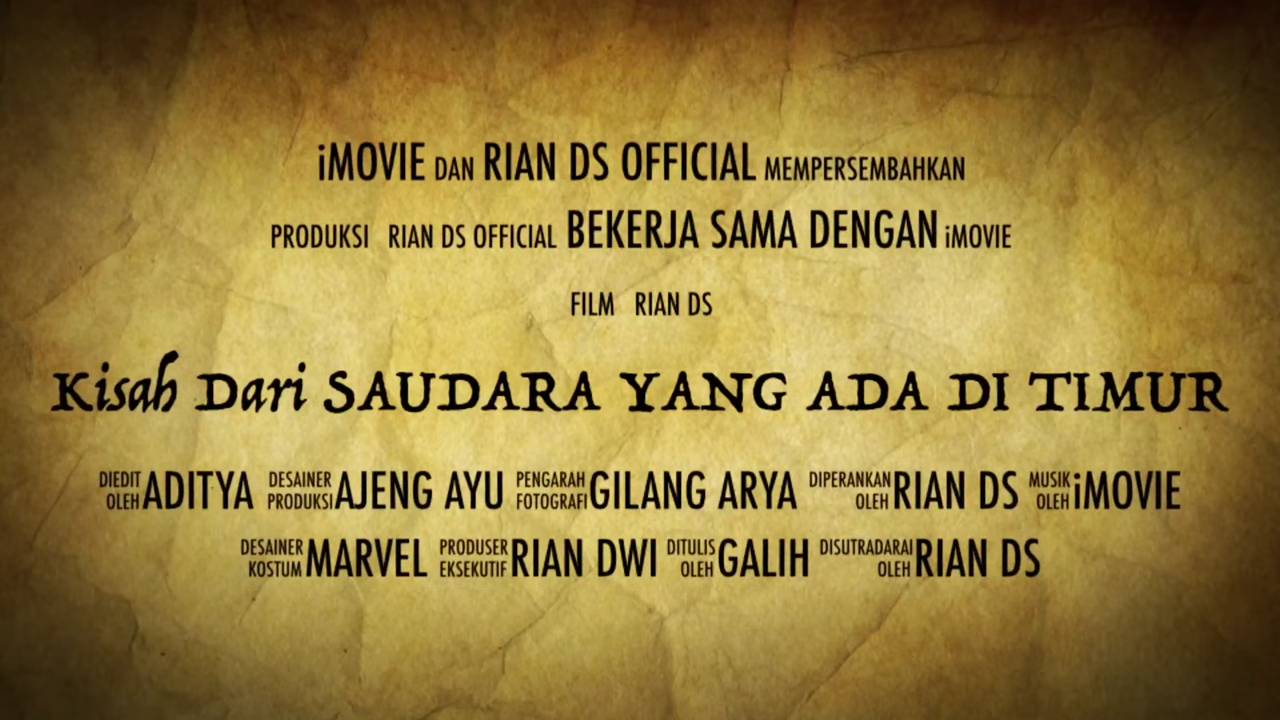 iMOVIE DAN RIAN DS OFFICIAL MEMPERSEMBAHKAN
PRODUKSI RIAN DS OFFICIAL BEKERJA SAMA DENGAN iMOVIE
FILM RIAN DS
Kisah Dari SAUDARA YANG ADA DI TIMUR
DIEDIT OLEH ADITYA DESAINER PRODUKSI AJENG AYU PENGARAH FOTOGRAFI GILANG ARYA DIPERANKAN OLEH RIAN DS MUSIK OLEH iMOVIE
DESAINER KOSTUM MARVEL PRODUSER EKSEKUTIF RIAN DWI DITULIS OLEH GALIH DISUTRADARAI OLEH RIAN DS